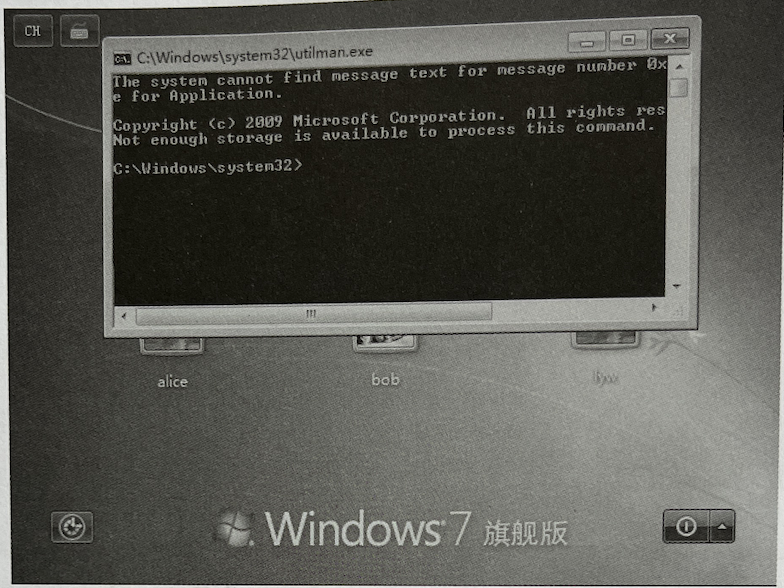 CH
C:\Windows\system32\utilman.exe
The system cannot find message text for message number 0x
e for Application.
Copyright (c) 2009 Microsoft Corporation.  All rights res
Not enough storage is available to process this command.
C:\Windows\system32>
alice
bob
lyw
Windows 7 旗舰版